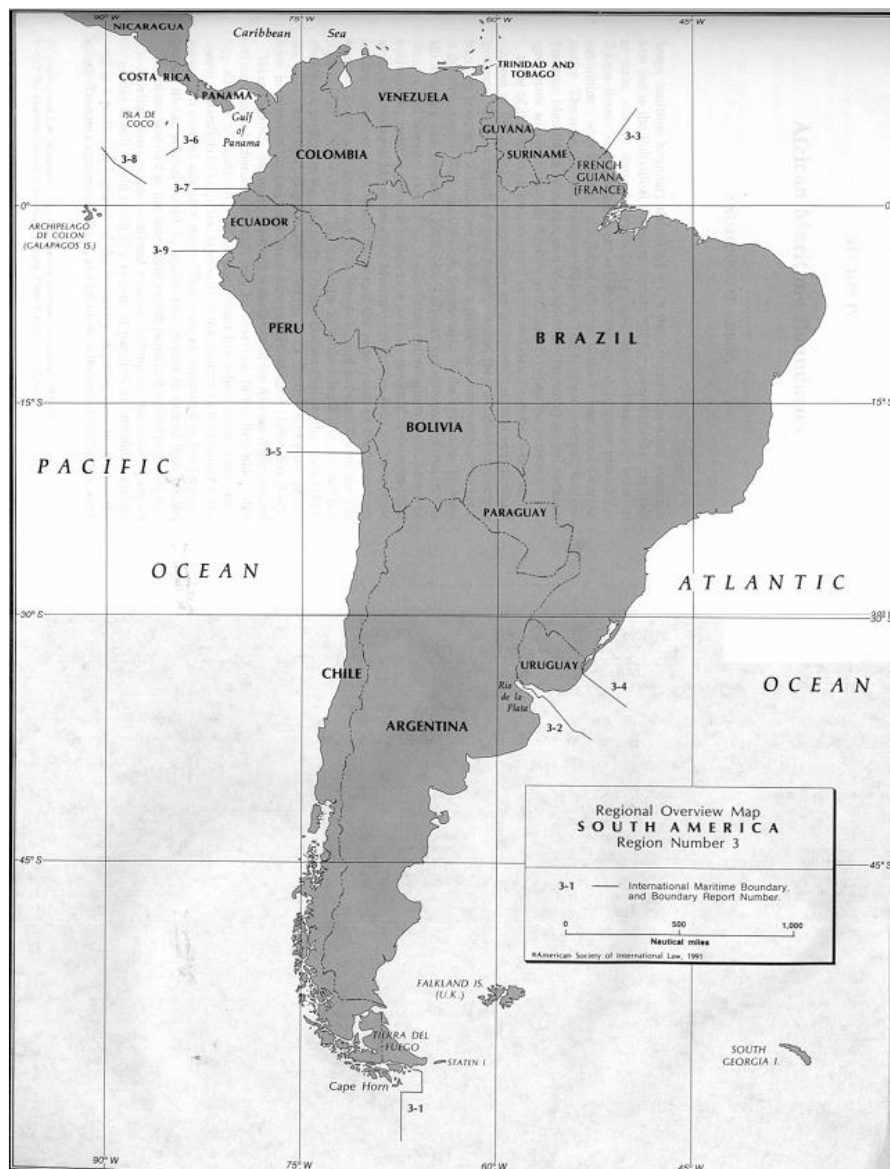 90° W
75° W
60° W
45° W
NICARAGUA
Caribbean Sea
COSTA RICA
PANAMA
TRINIDAD AND
TOBAGO
VENEZUELA
ISLA DE
COCO
3-6
Gulf
of
Panama
GUYANA
SURINAME
3-3
3-8
COLOMBIA
FRENCH
GUIANA
(FRANCE)
3-7
0°
0°
ECUADOR
ARCHIPELAGO
DE COLON
(GALAPAGOS IS.)
3-9
PERU
BRAZIL
15° S
15° S
BOLIVIA
3-5
PACIFIC
OCEAN
PARAGUAY
ATLANTIC
OCEAN
30° S
30° S
30° S
CHILE
URUGUAY
Rio
de la
Plata
3-4
3-2
ARGENTINA
Regional Overview Map
SOUTH AMERICA
Region Number 3
3-1
International Maritime Boundary,
and Boundary Report Number.
0 500 1,000
Nautical miles
©American Society of International Law, 1991
45° S
45° S
FALKLAND IS.
(U.K.)
TIERRA DEL
FUEGO
STATEN I.
SOUTH
GEORGIA I.
Cape Horn
3-1
90° W
75° W
60° W
45° W